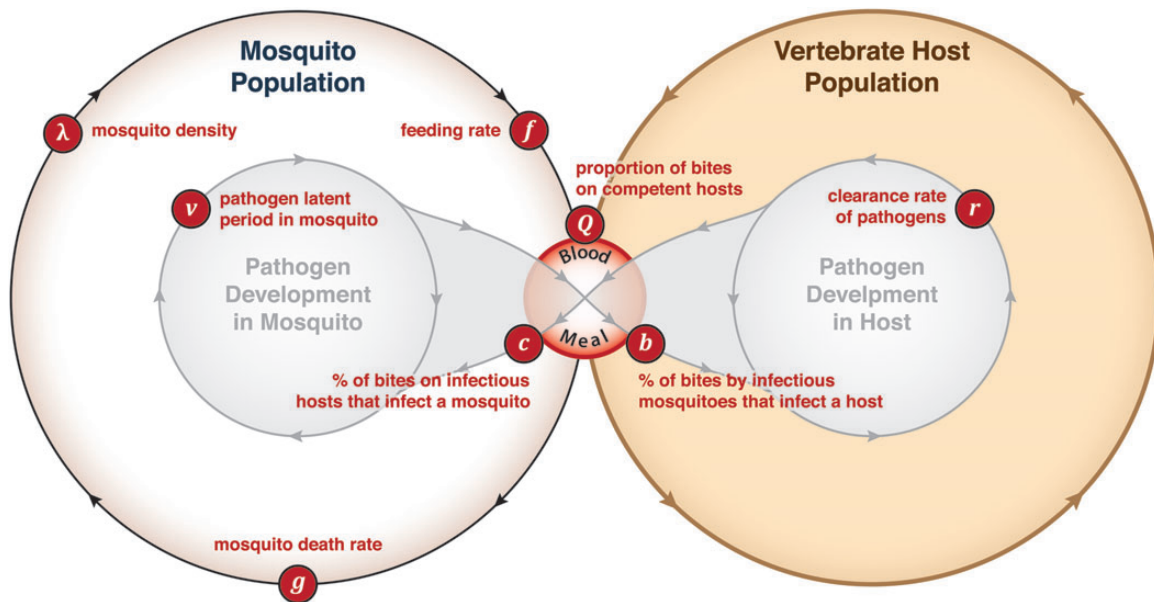 Mosquito
Population
Vertebrate Host
Population
λ
mosquito density
feeding rate
f
proportion of bites
on competent hosts
v
pathogen latent
period in mosquito
Q
clearance rate
of pathogens
r
Blood
Meal
Pathogen
Development
in Mosquito
Pathogen
Develpment
in Host
c
b
% of bites on infectious
hosts that infect a mosquito
% of bites by infectious
mosquitoes that infect a host
mosquito death rate
g